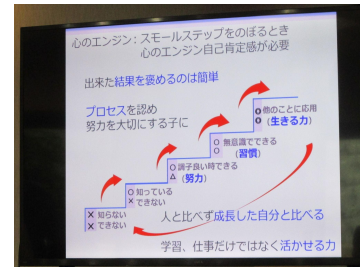 心のエンジン：スモールステップをのぼるとき
心のエンジン自己肯定感が必要
出来た結果を褒めるのは簡単
プロセスを認め
努力を大切にする子に
❶他のことに応用
❶（生きる力）
○ 無意識でできる
○ （習慣）
○調子良い時できる
△ （努力）
○知っている
×できない
× 知らない
× できない
人と比べず成長した自分と比べる
学習、仕事だけではなく活かせる力